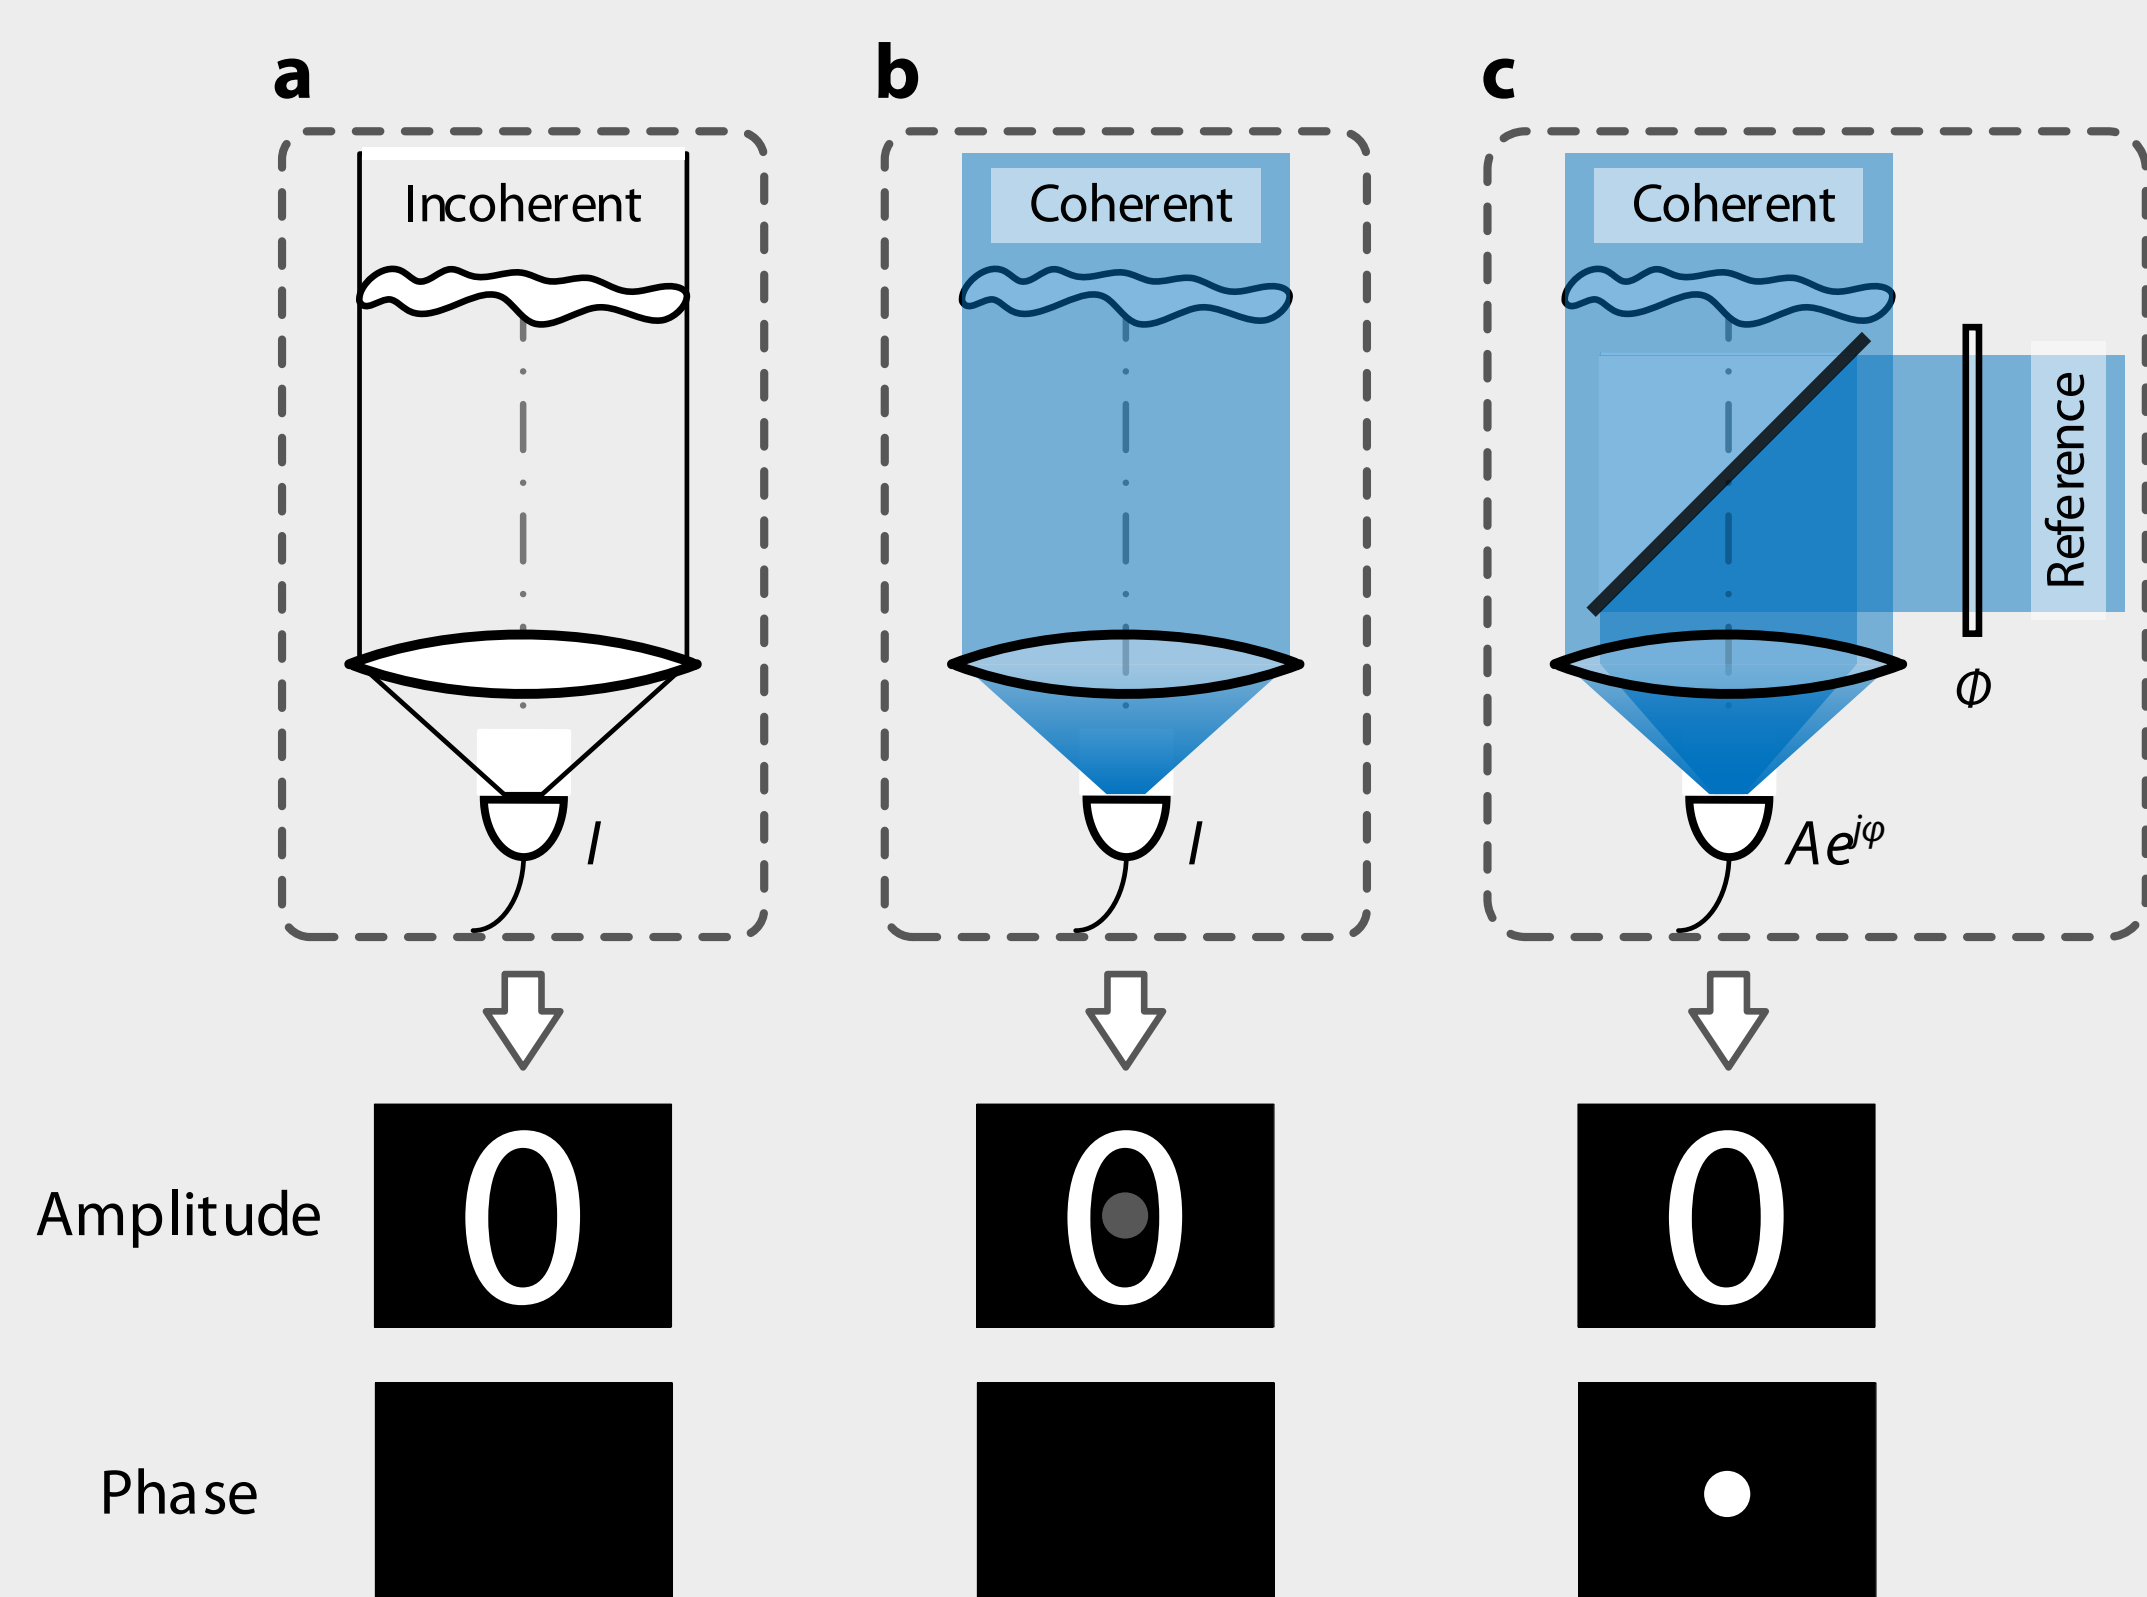 a
b
c
Incoherent
Coherent
Coherent
Reference
Φ
I
I
Ae^jφ
Amplitude
0
0
0
Phase